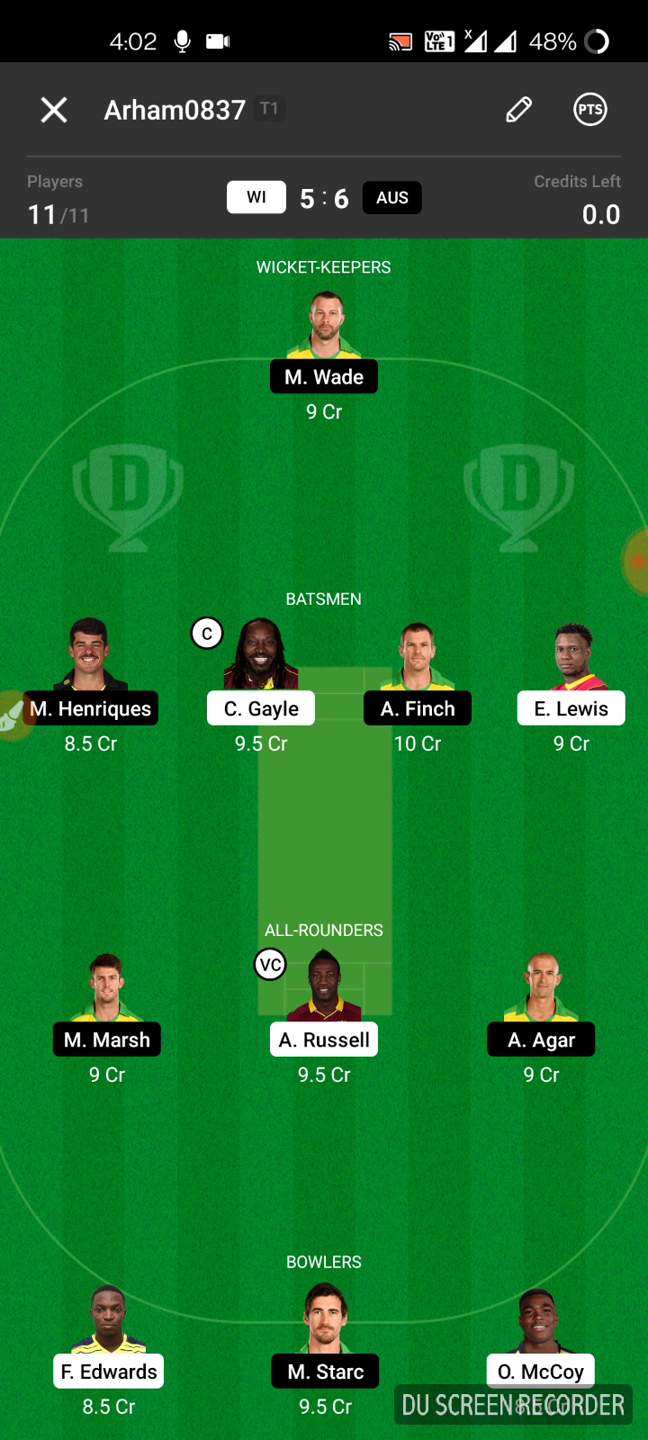 4:02
Vo)) LTE 1
x
48%
Arham0837 T1
PTS
Players
Credits Left
11/11
WI 5 : 6 AUS
0.0
WICKET-KEEPERS
M. Wade
9 Cr
D D
BATSMEN
C
M. Henriques C. Gayle A. Finch E. Lewis
8.5 Cr 9.5 Cr 10 Cr 9 Cr
ALL-ROUNDERS
VC
M. Marsh A. Russell A. Agar
9 Cr 9.5 Cr 9 Cr
BOWLERS
F. Edwards M. Starc O. McCoy
8.5 Cr 9.5 Cr
DU SCREEN RECORDER